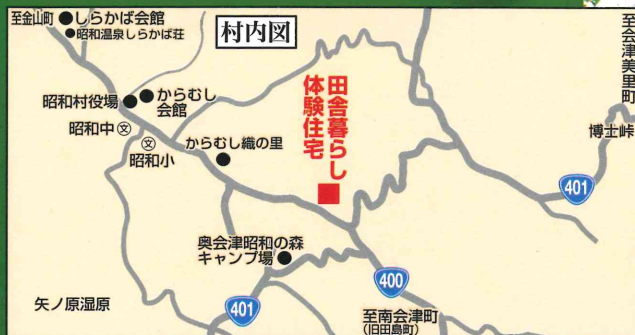 至金山町
しらかば会館
昭和温泉しらかば荘
村内図
至会津美里町
昭和村役場
からむし
会館
昭和中
文
文
昭和小
からむし織の里
田舎暮らし
体験住宅
博士峠
401
奥会津昭和の森
キャンプ場
400
401
矢ノ原湿原
至南会津町
(旧田島町)